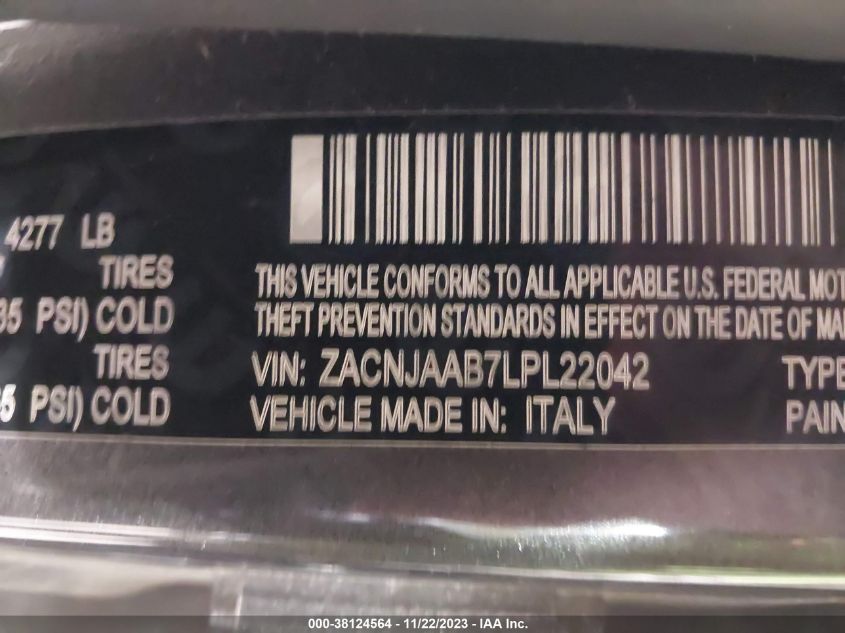 4277 LB
TIRES
35 PSI) COLD
TIRES
PSI) COLD
THIS VEHICLE CONFORMS TO ALL APPLICABLE U.S. FEDERAL MOT
THEFT PREVENTION STANDARDS IN EFFECT ON THE DATE OF MA
VIN: ZACNJAAB7LPL22042
VEHICLE MADE IN: ITALY
TYPE
PAIN
000-38124564 - 11/22/2023 - IAA Inc.